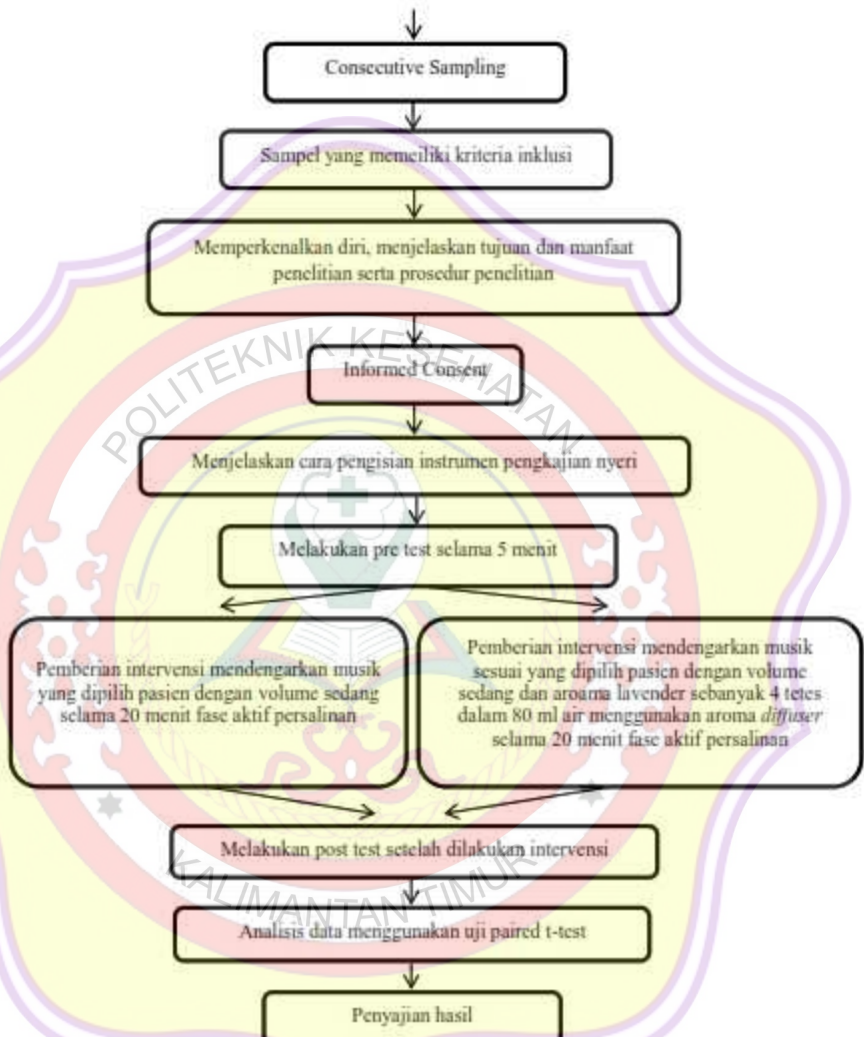 Consecutive Sampling
Sampel yang memeiliki kriteria inklusi
Memperkenalkan diri, menjelaskan tujuan dan manfaat
penelitian serta prosedur penelitian
POLITEKNIK KESEHATAN
Informed Consent
Menjelaskan cara pengisian instrumen pengkajian nyeri
Melakukan pre test selama 5 menit
Pemberian intervensi mendengarkan musik
yang dipilih pasien dengan volume sedang
selama 20 menit fase aktif persalinan
Pemberian intervensi mendengarkan musik
sesuai yang dipilih pasien dengan volume
sedang dan aroama lavender sebanyak 4 tetes
dalam 80 ml air menggunakan aroma diffuser
selama 20 menit fase aktif persalinan
Melakukan post test setelah dilakukan intervensi
KALIMANTAN TIMUR
Analisis data menggunakan uji paired t-test
Penyajian hasil